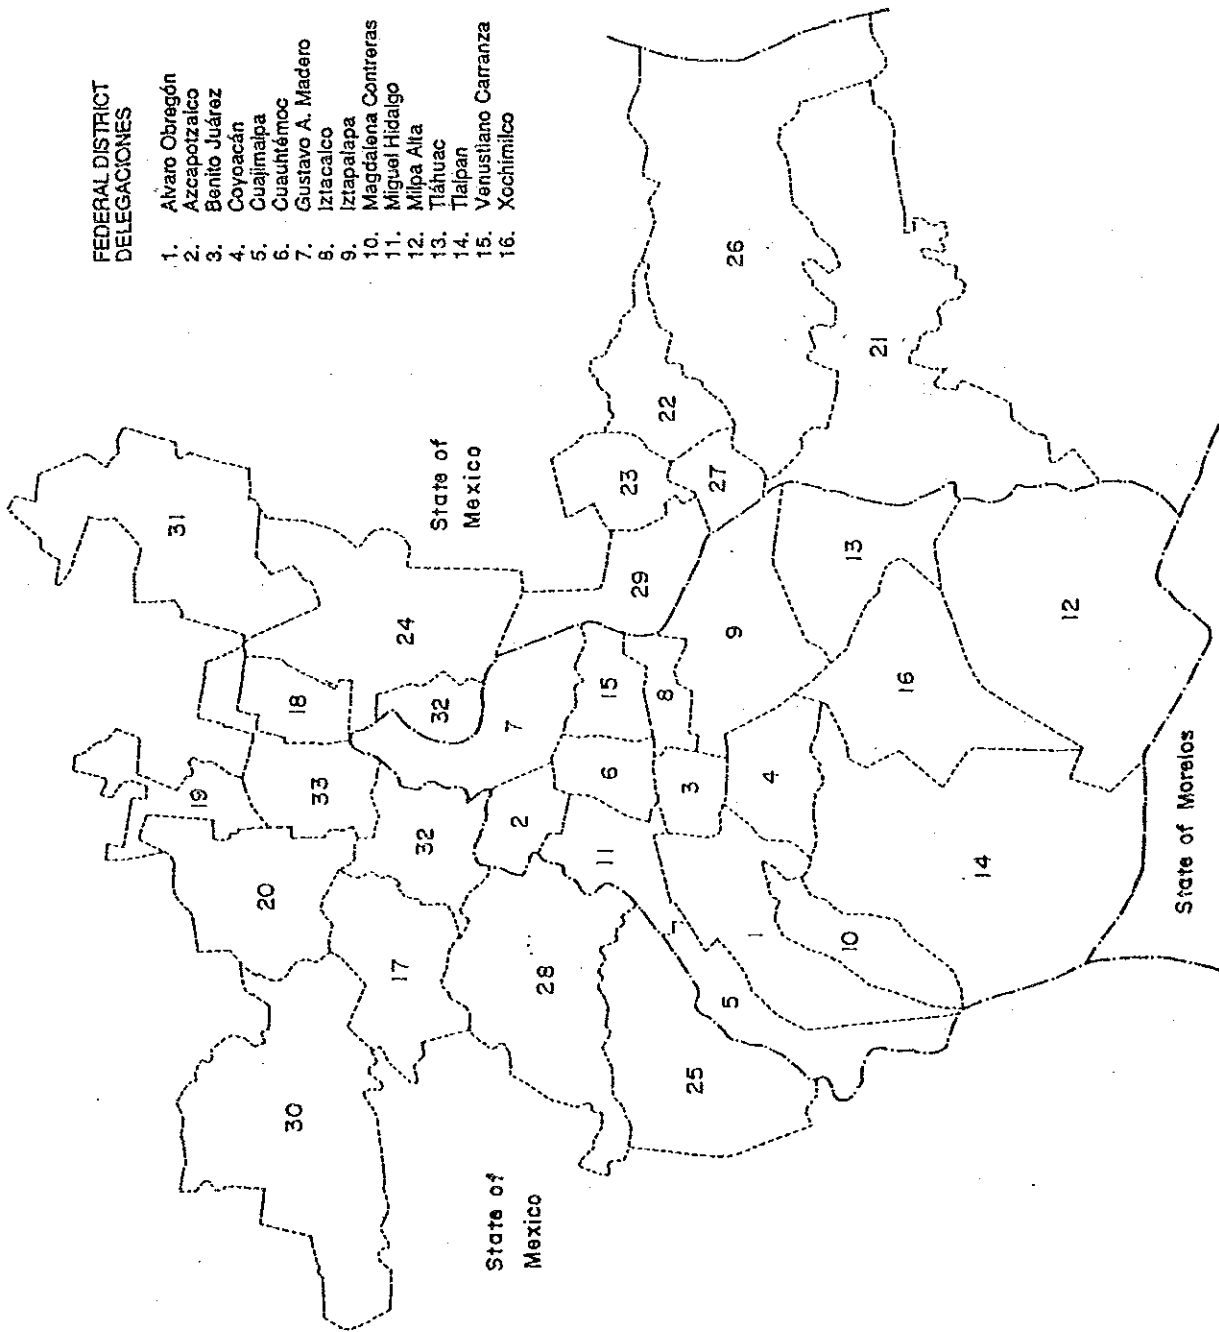 FEDERAL DISTRICT
DELEGACIONES
1. Alvaro Obregón
2. Azcapotzalco
3. Benito Juárez
4. Coyoacán
5. Cuajimalpa
6. Cuauhtémoc
7. Gustavo A. Madero
8. Iztacalco
9. Iztapalapa
10. Magdalena Contreras
11. Miguel Hidalgo
12. Milpa Alta
13. Tláhuac
14. Tlalpan
15. Venustiano Carranza
16. Xochimilco
State of
Mexico
State of
Mexico
State of Morelos
30
20
19
31
17
33
18
28
32
32
24
25
2
7
11
6
15
29
23
22
26
5
1
3
8
27
21
10
4
9
14
16
13
12